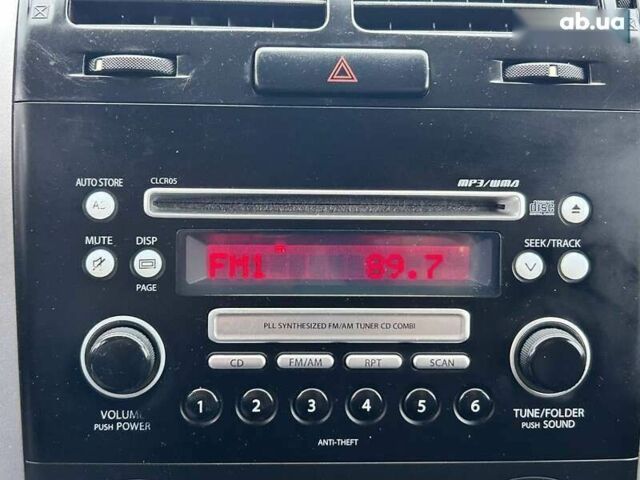 ab.ua
AUTO STORE
CLCR05
MP3/WMA
AS
disc
MUTE
DISP
SEEK/TRACK
FM1 89.7
PAGE
PLL SYNTHESIZED FM/AM TUNER CD COMBI
CD FM/AM RPT SCAN
VOLUME
PUSH POWER
1 2 3 4 5 6
TUNE/FOLDER
PUSH SOUND
ANTI-THEFT